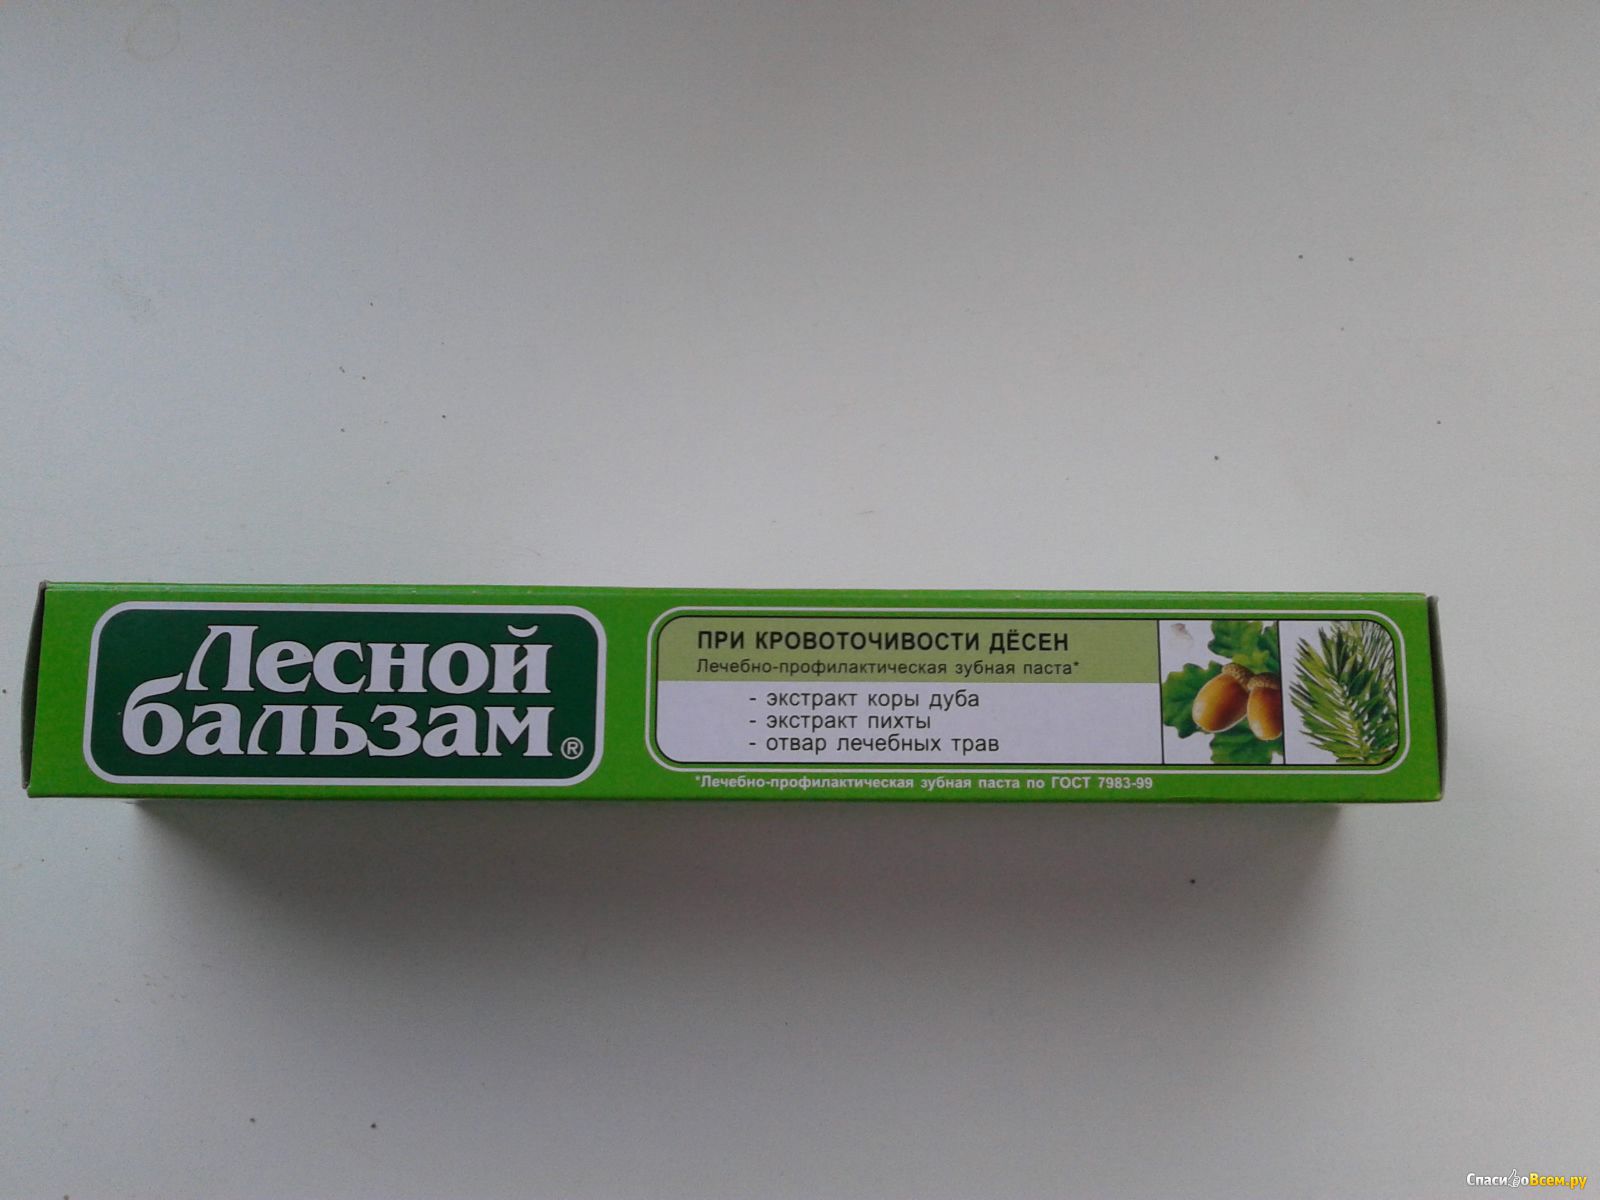 Лесной
бальзам®
ПРИ КРОВОТОЧИВОСТИ ДЁСЕН
Лечебно-профилактическая зубная паста*
- экстракт коры дуба
- экстракт пихты
- отвар лечебных трав
*Лечебно-профилактическая зубная паста по ГОСТ 7983-99
СпасибоВсем.ру